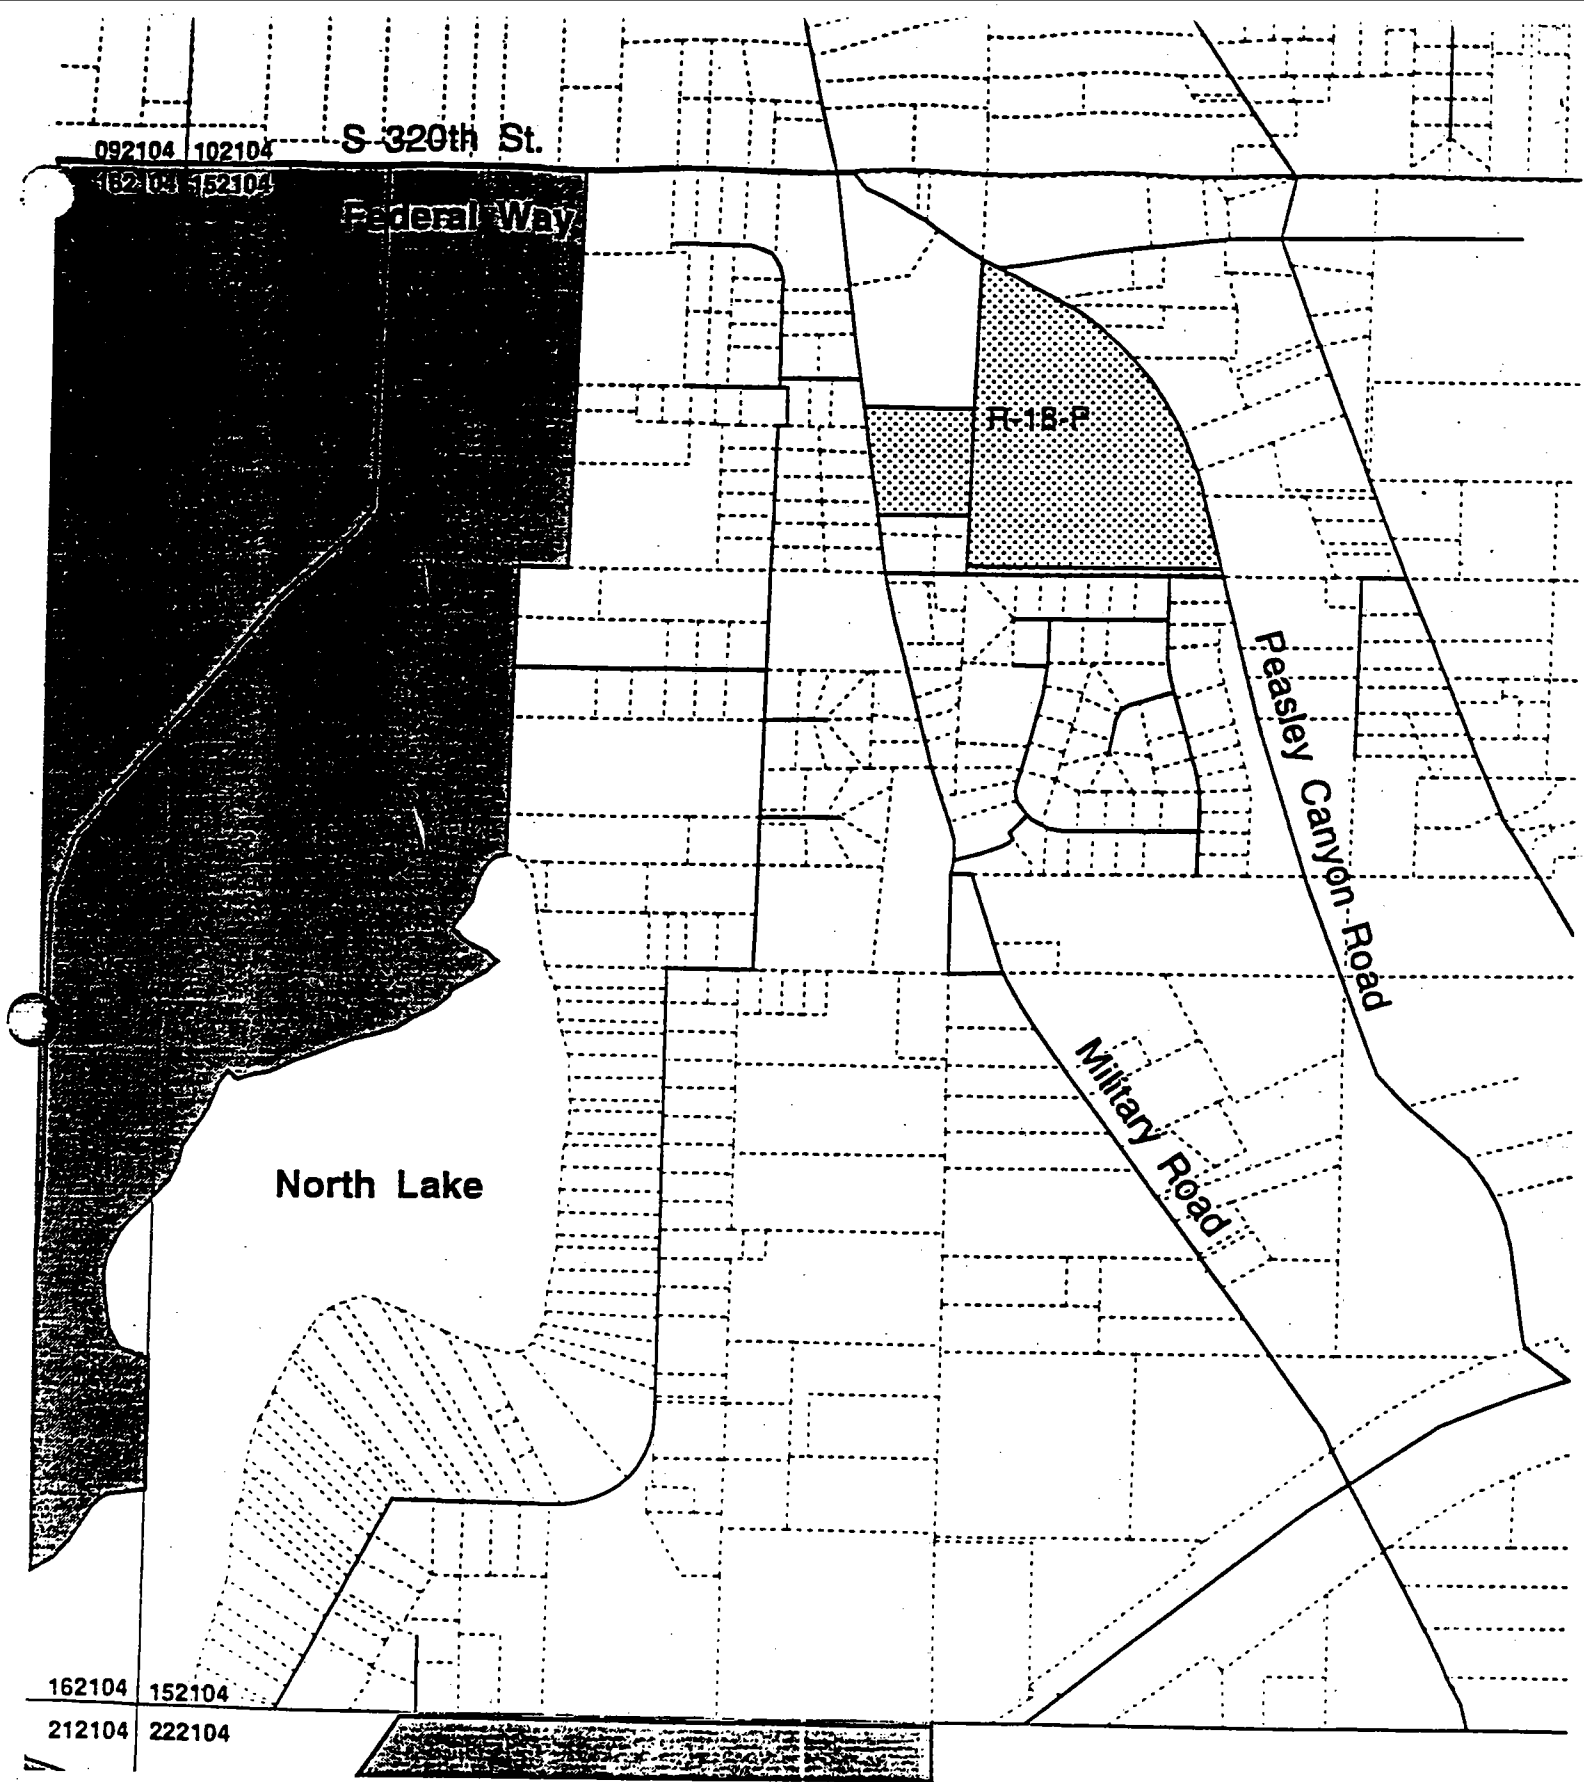 S 320th St.
092104 102104
162104 152104
Federal Way
R-18-P
Peasley Canyon Road
Military Road
North Lake
162104 152104
212104 222104